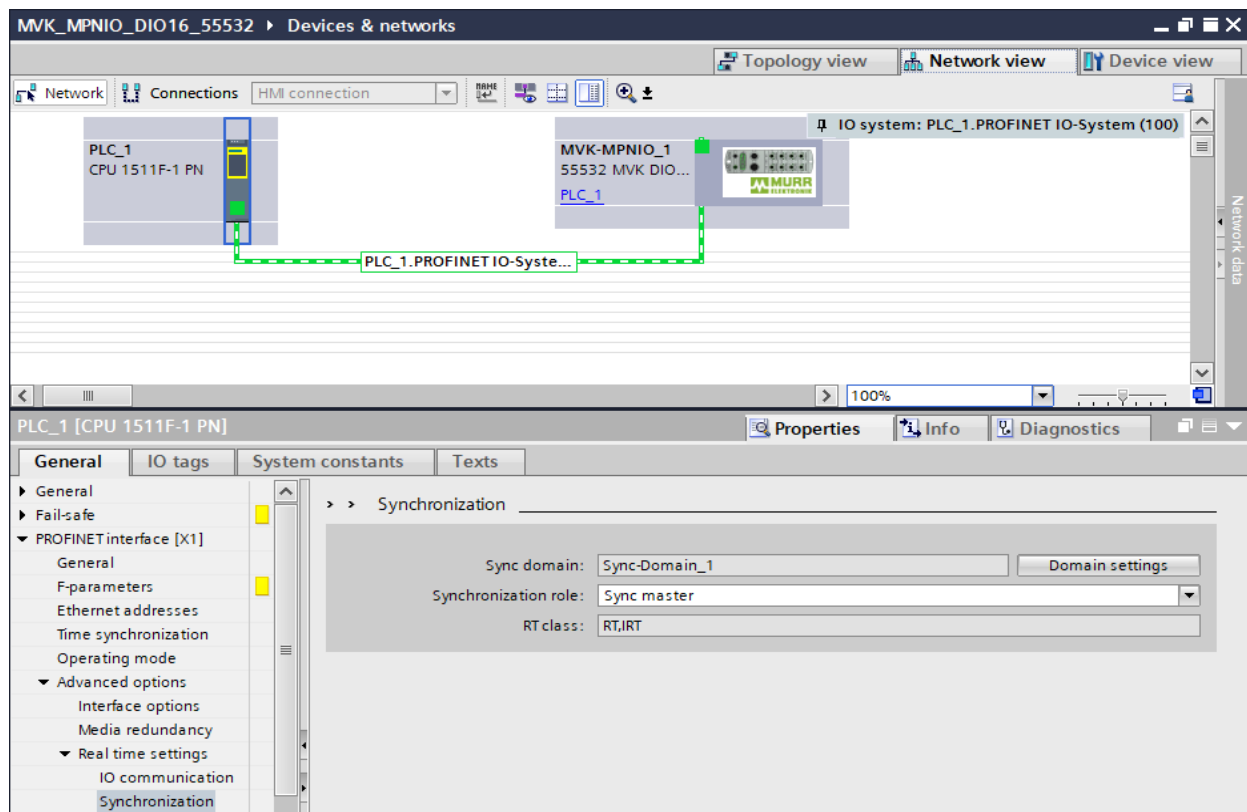 MVK_MPNIO_DIO16_55532 ▸ Devices & networks
Topology view Network view Device view
Network Connections HMI connection
IO system: PLC_1.PROFINET IO-System (100)
PLC_1
CPU 1511F-1 PN
MVK-MPNIO_1
55532 MVK DIO...
PLC_1
MURR
ELEKTRONIK
PLC_1.PROFINET IO-Syste...
Network data
100%
PLC_1 [CPU 1511F-1 PN]
Properties Info Diagnostics
General IO tags System constants Texts
General
Fail-safe
PROFINET interface [X1]
General
F-parameters
Ethernet addresses
Time synchronization
Operating mode
Advanced options
Interface options
Media redundancy
Real time settings
IO communication
Synchronization
> > Synchronization
Sync domain: Sync-Domain_1 Domain settings
Synchronization role: Sync master
RT class: RT,IRT